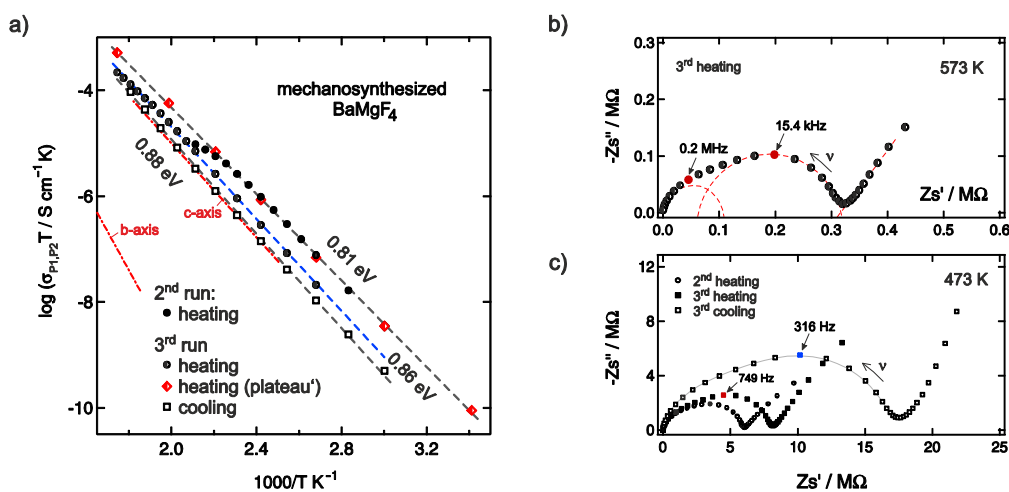 a)
mechanosynthesized
BaMgF4
0.88 eV
c-axis
b-axis
0.81 eV
0.86 eV
2nd run:
heating
3rd run
heating
heating (plateau‘)
cooling
-4
-6
-8
-10
log (σP1,P2T / S cm⁻¹ K)
2.0
2.4
2.8
3.2
1000/T K⁻¹
b)
3rd heating
573 K
0.2 MHz
15.4 kHz
ν
Zs' / MΩ
-Zs'' / MΩ
0.3
0.2
0.1
0.0
0.0 0.1 0.2 0.3 0.4 0.5 0.6
c)
473 K
2nd heating
3rd heating
3rd cooling
316 Hz
749 Hz
ν
-Zs'' / MΩ
12
8
4
0
0 5 10 15 20 25
Zs' / MΩ